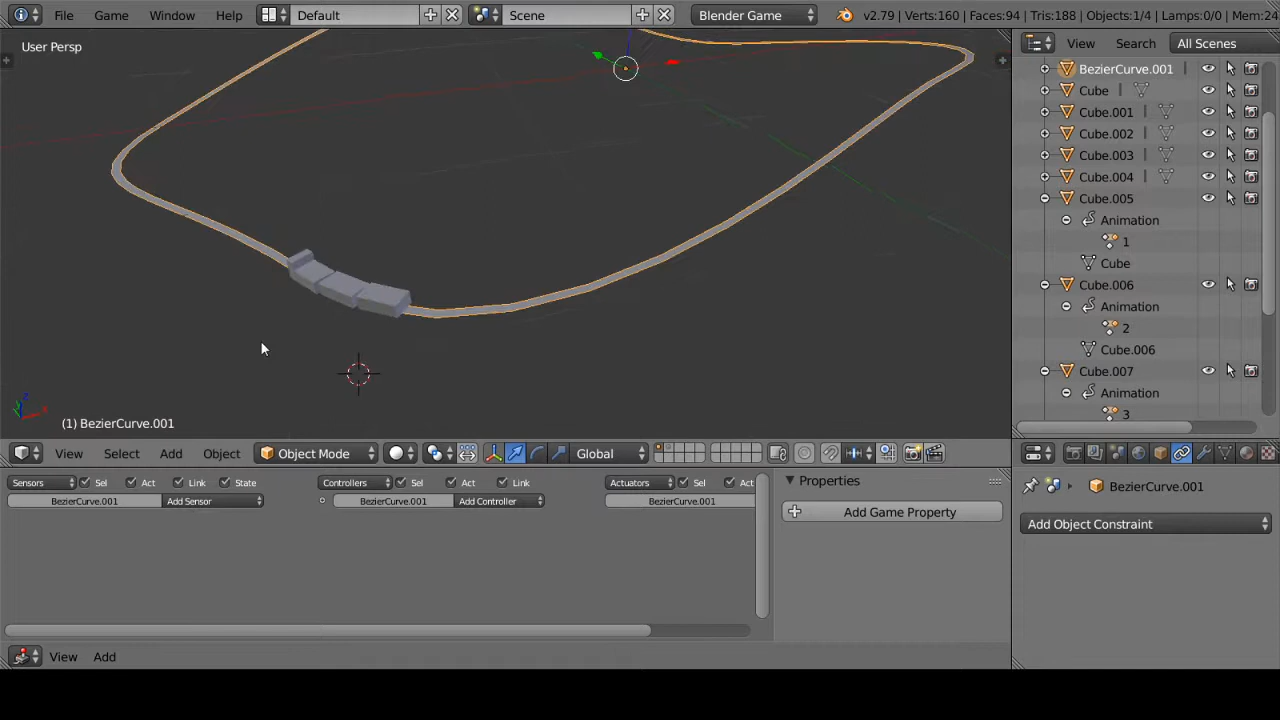 File Game Window Help Default Scene Blender Game v2.79 | Verts:160 | Faces:94 | Tris:188 | Objects:1/4 | Lamps:0/0 | Mem:24
User Persp
View Search All Scenes
BezierCurve.001
Cube
Cube.001
Cube.002
Cube.003
Cube.004
Cube.005
Animation
1
Cube
Cube.006
Animation
2
Cube.006
Cube.007
Animation
3
(1) BezierCurve.001
View Select Add Object Object Mode Global
Sensors Sel Act Link State Controllers Sel Act Link Actuators Sel Act
BezierCurve.001 Add Sensor BezierCurve.001 Add Controller BezierCurve.001
Properties
Add Game Property
BezierCurve.001
Add Object Constraint
View Add